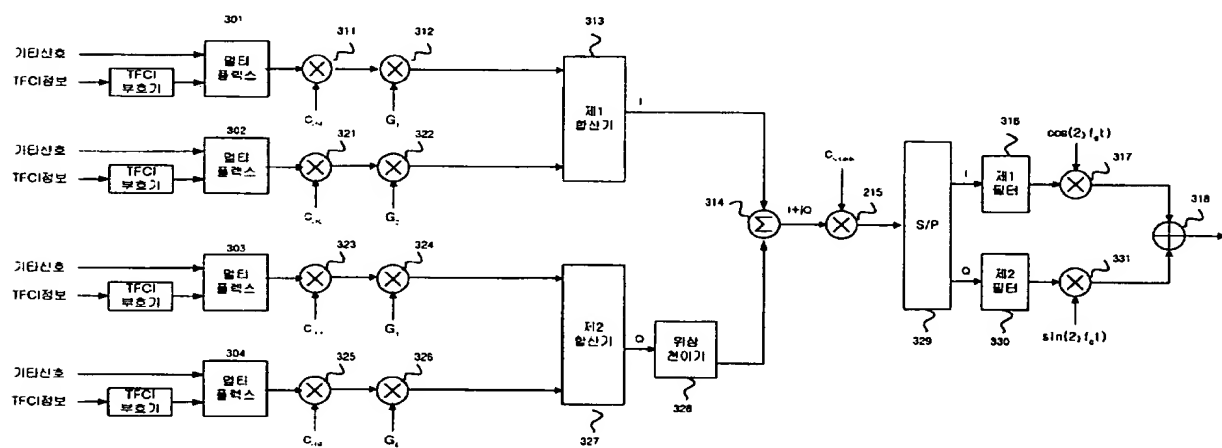 301
311
312
313
기타신호
TFCI정보
TFCI
부호기
멀티
플렉스
G₁
제1
합산기
I
302
321
322
기타신호
TFCI정보
TFCI
부호기
멀티
플렉스
303
323
324
기타신호
TFCI정보
TFCI
부호기
멀티
플렉스
304
325
326
기타신호
TFCI정보
TFCI
부호기
멀티
플렉스
G₄
제2
합산기
327
Q
위상
천이기
328
314
Σ
I+jQ
215
S/P
329
I
Q
316
제1
필터
317
318
제2
필터
330
331